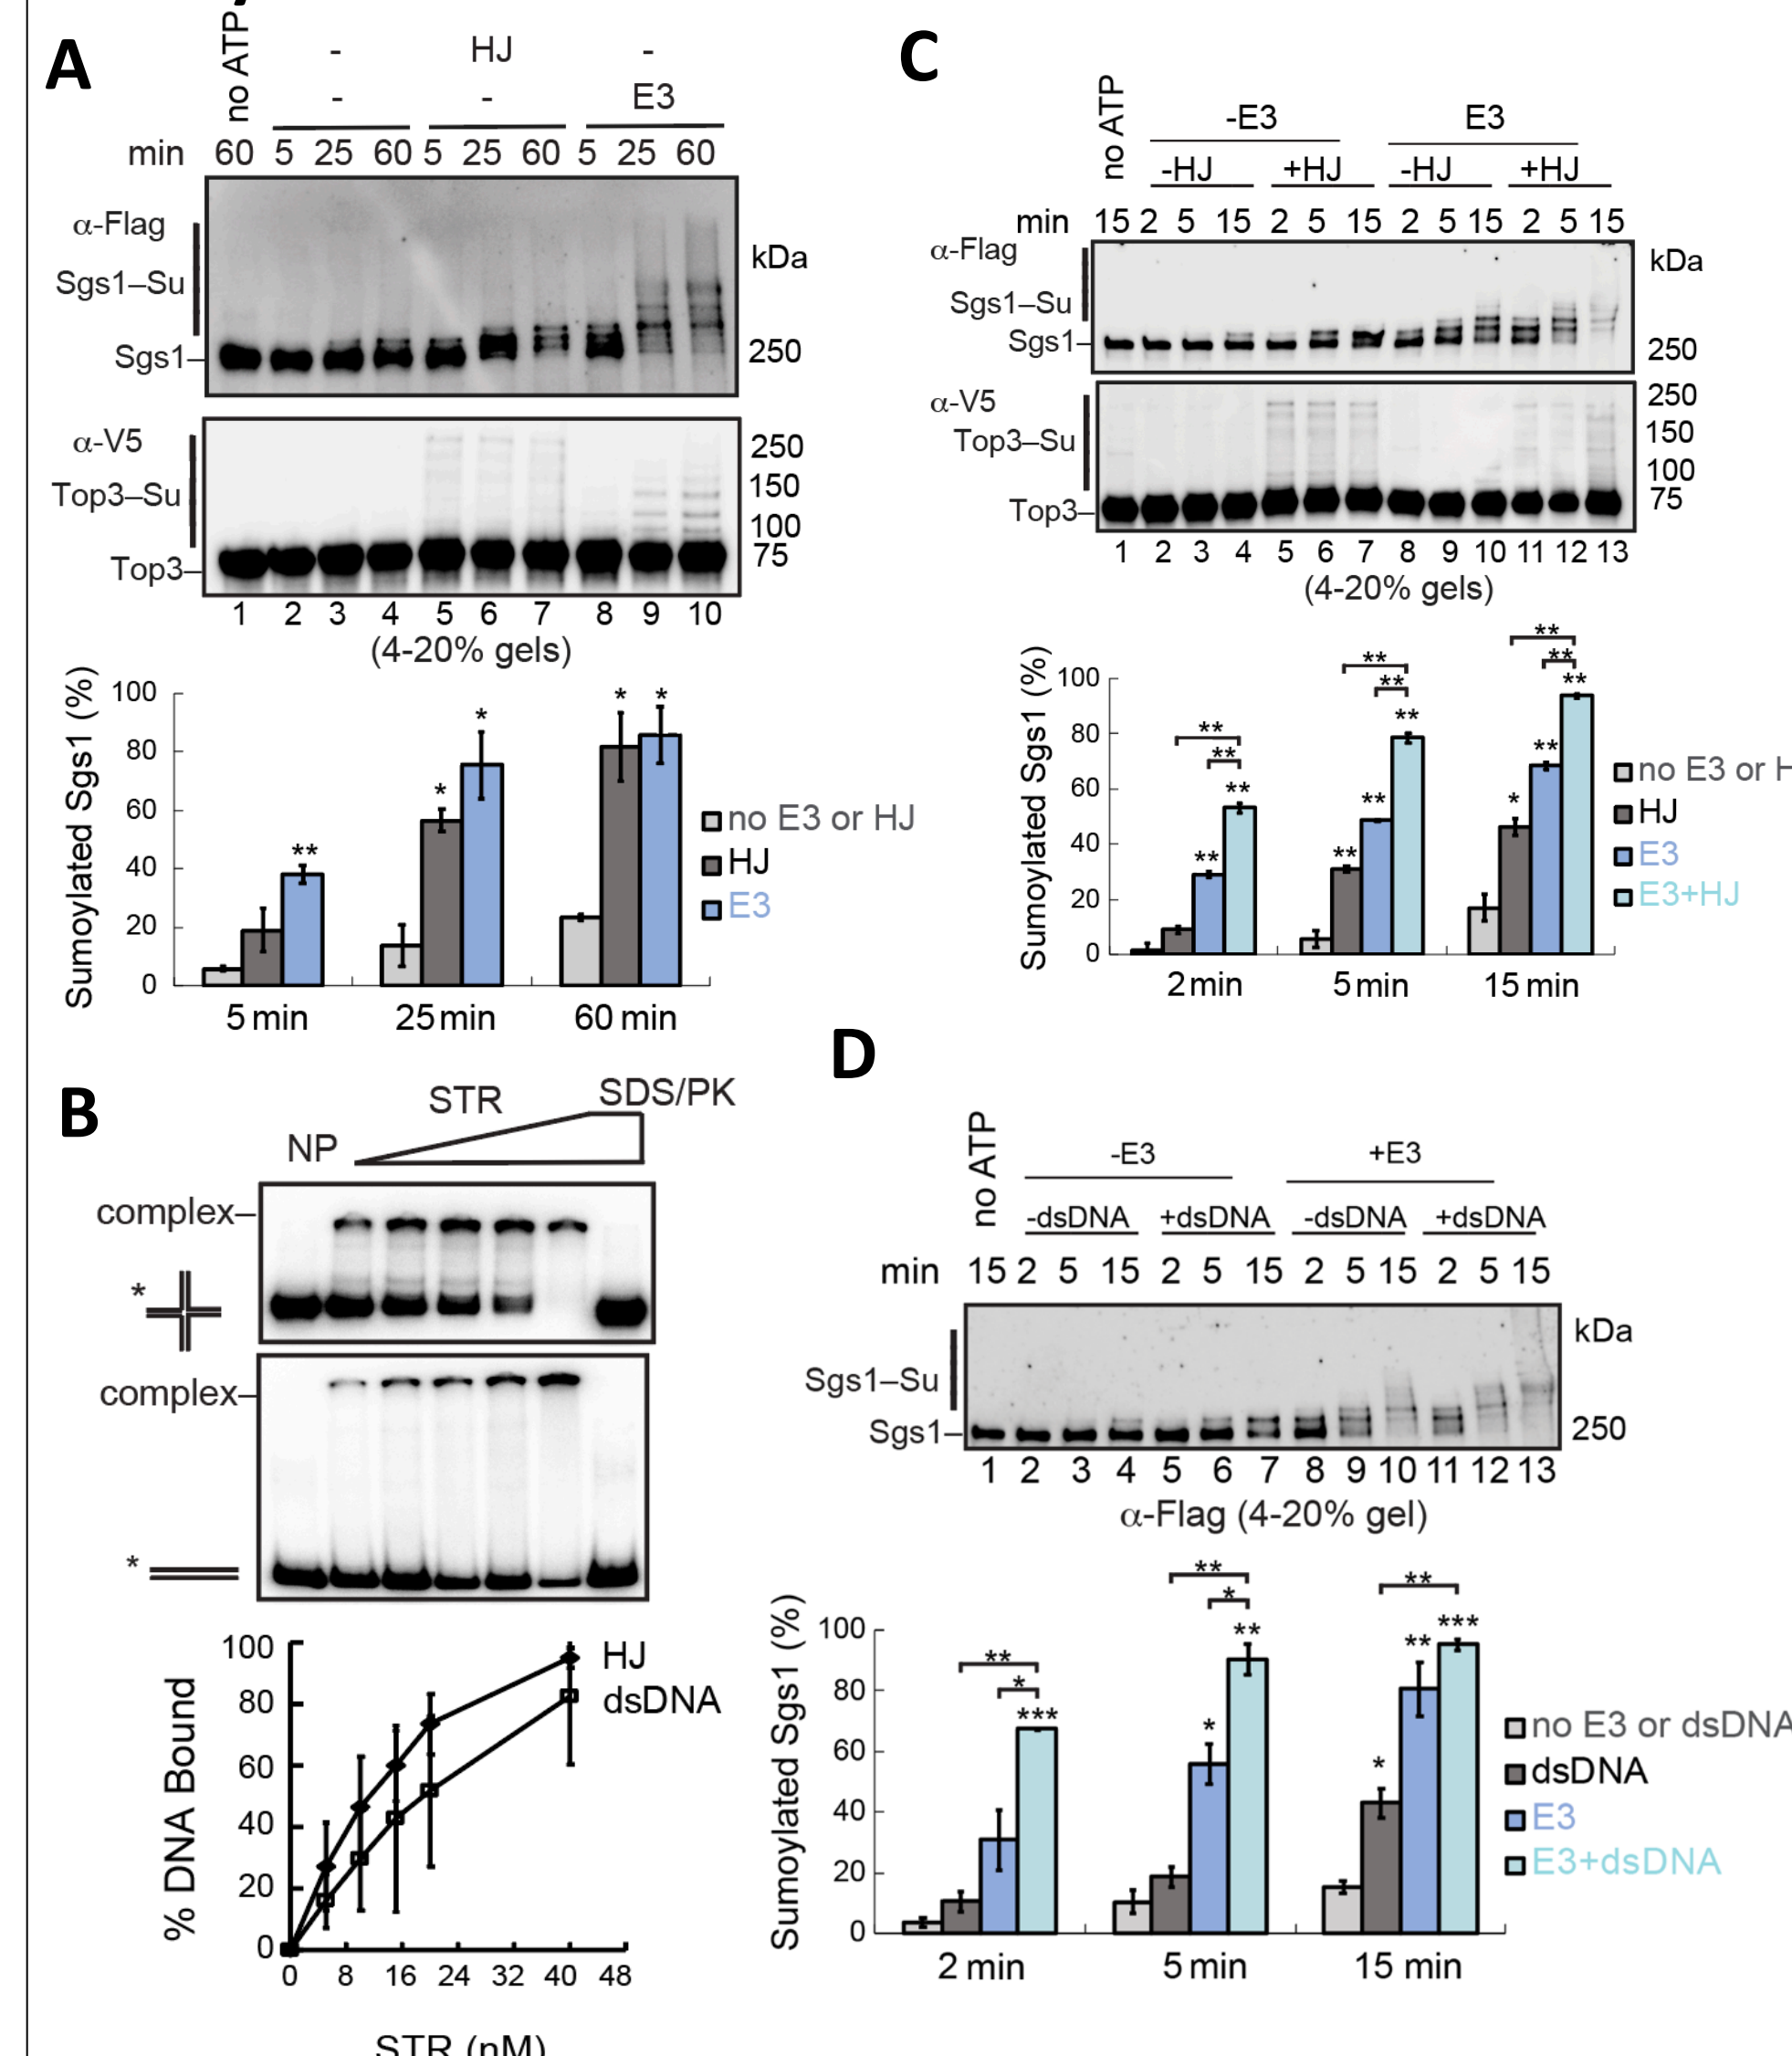 A
no ATP
- HJ -
- - E3
min 60 5 25 60 5 25 60 5 25 60
α-Flag
Sgs1–Su
Sgs1–
kDa
250
α-V5
Top3–Su
Top3–
250
150
100
75
1 2 3 4 5 6 7 8 9 10
(4-20% gels)
Sumoylated Sgs1 (%)
100
80
60
40
20
0
** * * * *
5 min 25 min 60 min
no E3 or HJ
HJ
E3
B
NP STR SDS/PK
complex–
*
complex–
*
% DNA Bound
100
80
60
40
20
0
HJ
dsDNA
0 8 16 24 32 40 48
STR (nM)
C
no ATP
-E3 E3
-HJ +HJ -HJ +HJ
min 15 2 5 15 2 5 15 2 5 15 2 5 15
α-Flag
Sgs1–Su
Sgs1–
kDa
250
α-V5
Top3–Su
Top3–
250
150
100
75
1 2 3 4 5 6 7 8 9 10 11 12 13
(4-20% gels)
Sumoylated Sgs1 (%)
100
80
60
40
20
0
** ** ** **
** ** ** ** **
** ** ** ** *
2 min 5 min 15 min
no E3 or H
HJ
E3
E3+HJ
D
no ATP
-E3 +E3
-dsDNA +dsDNA -dsDNA +dsDNA
min 15 2 5 15 2 5 15 2 5 15 2 5 15
Sgs1–Su
Sgs1–
kDa
250
1 2 3 4 5 6 7 8 9 10 11 12 13
α-Flag (4-20% gel)
Sumoylated Sgs1 (%)
100
80
60
40
20
0
** * ***
** * ** *
** *** ** *
2 min 5 min 15 min
no E3 or dsDNA
dsDNA
E3
E3+dsDNA